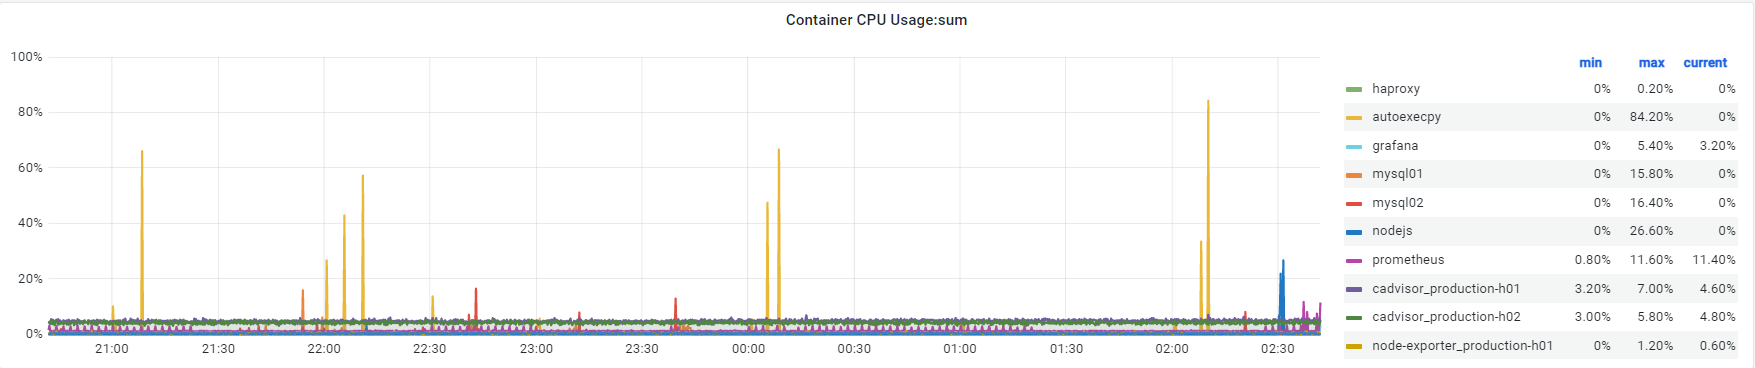 Container CPU Usage:sum
100%
80%
60%
40%
20%
0%
21:00 21:30 22:00 22:30 23:00 23:30 00:00 00:30 01:00 01:30 02:00 02:30
min max current
haproxy 0% 0.20% 0%
autoexecpy 0% 84.20% 0%
grafana 0% 5.40% 3.20%
mysql01 0% 15.80% 0%
mysql02 0% 16.40% 0%
nodejs 0% 26.60% 0%
prometheus 0.80% 11.60% 11.40%
cadvisor_production-h01 3.20% 7.00% 4.60%
cadvisor_production-h02 3.00% 5.80% 4.80%
node-exporter_production-h01 0% 1.20% 0.60%